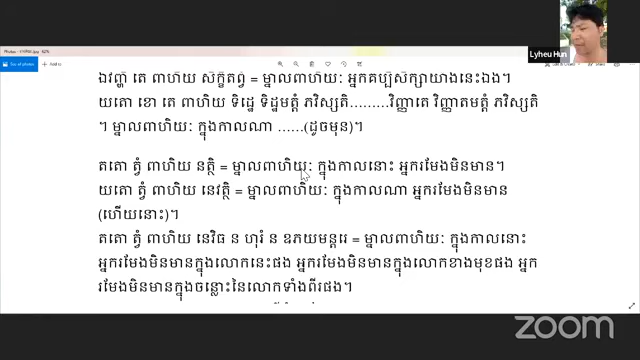 Lyheu Hun
See all photos
Add to
ឯវញ្ហិ តេ ពាហិយ សិក្ខិតព្វំ = ម្នាលពាហិយៈ អ្នកគប្បីសិក្សាយ៉ាងនេះឯង។
យតោ ខោ តេ ពាហិយ ទិដ្ឋេ ទិដ្ឋមត្តំ ភវិស្សតិ.........វិញ្ញាតេ វិញ្ញាតមត្តំ ភវិស្សតិ
។ ម្នាលពាហិយៈ ក្នុងកាលណា ......(ដូចមុន)។
តតោ ត្វំ ពាហិយ នត្ថិ = ម្នាលពាហិយៈ ក្នុងកាលនោះ អ្នករមែងមិនមាន។
យតោ ត្វំ ពាហិយ នេវត្ថិ = ម្នាលពាហិយៈ ក្នុងកាលណា អ្នករមែងមិនមាន
(ហើយនោះ)។
តតោ ត្វំ ពាហិយ នេវិធ ន ហុរំ ន ឧភយមន្តរេ = ម្នាលពាហិយៈ ក្នុងកាលនោះ
អ្នករមែងមិនមានក្នុងលោកនេះផង អ្នករមែងមិនមានក្នុងលោកខាងមុខផង អ្នក
រមែងមិនមានក្នុងចន្លោះនៃលោកទាំងពីរផង។
zoom